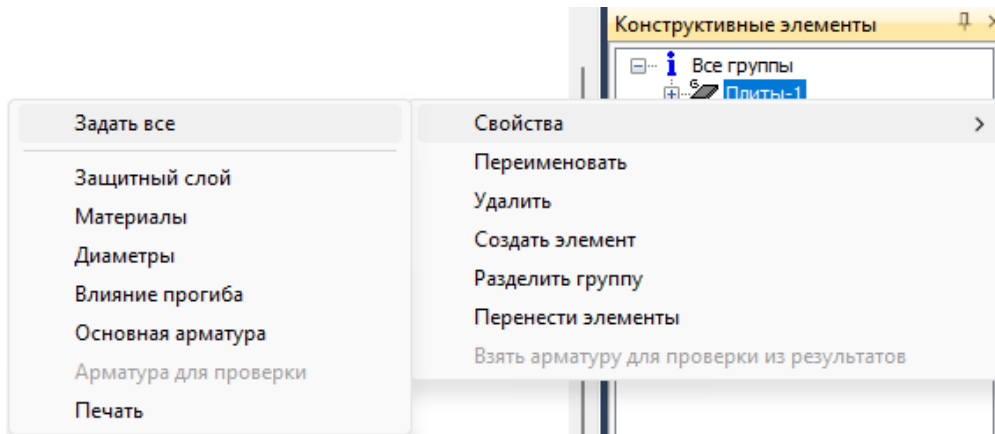 Конструктивные элементы
Все группы
Плиты-1
Задать все
Защитный слой
Материалы
Диаметры
Влияние прогиба
Основная арматура
Арматура для проверки
Печать
Свойства
Переименовать
Удалить
Создать элемент
Разделить группу
Перенести элементы
Взять арматуру для проверки из результатов